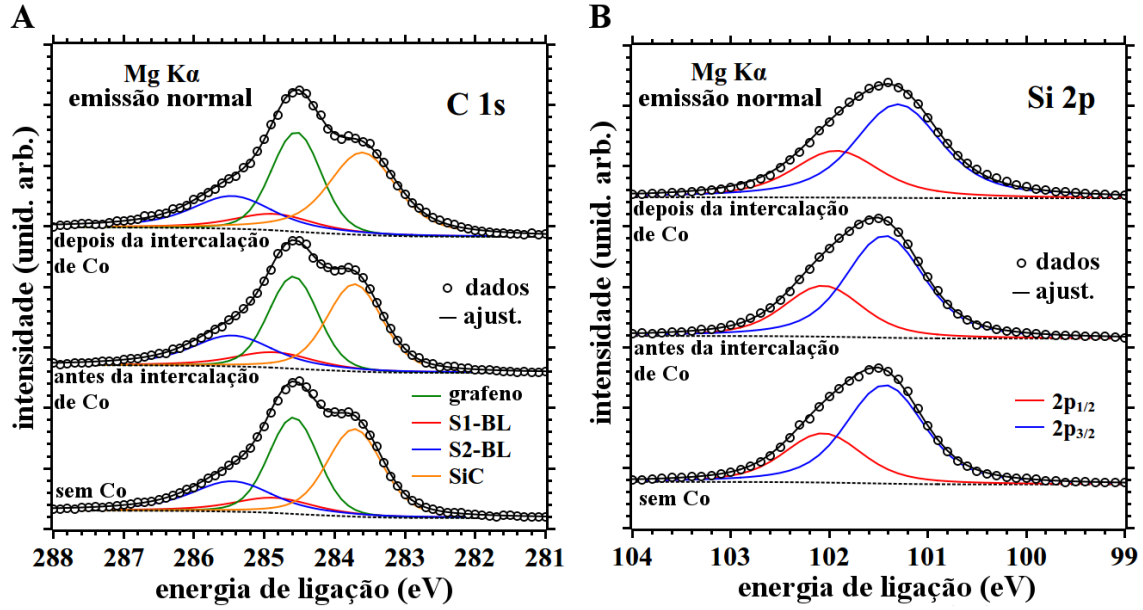 A
Mg Kα
emissão normal
C 1s
depois da intercalação
de Co
dados
ajust.
antes da intercalação
de Co
grafeno
S1-BL
S2-BL
SiC
sem Co
intensidade (unid. arb.)
288 287 286 285 284 283 282 281
energia de ligação (eV)
B
Mg Kα
emissão normal
Si 2p
depois da intercalação
de Co
dados
ajust.
antes da intercalação
de Co
2p1/2
2p3/2
sem Co
intensidade (unid. arb.)
104 103 102 101 100 99
energia de ligação (eV)